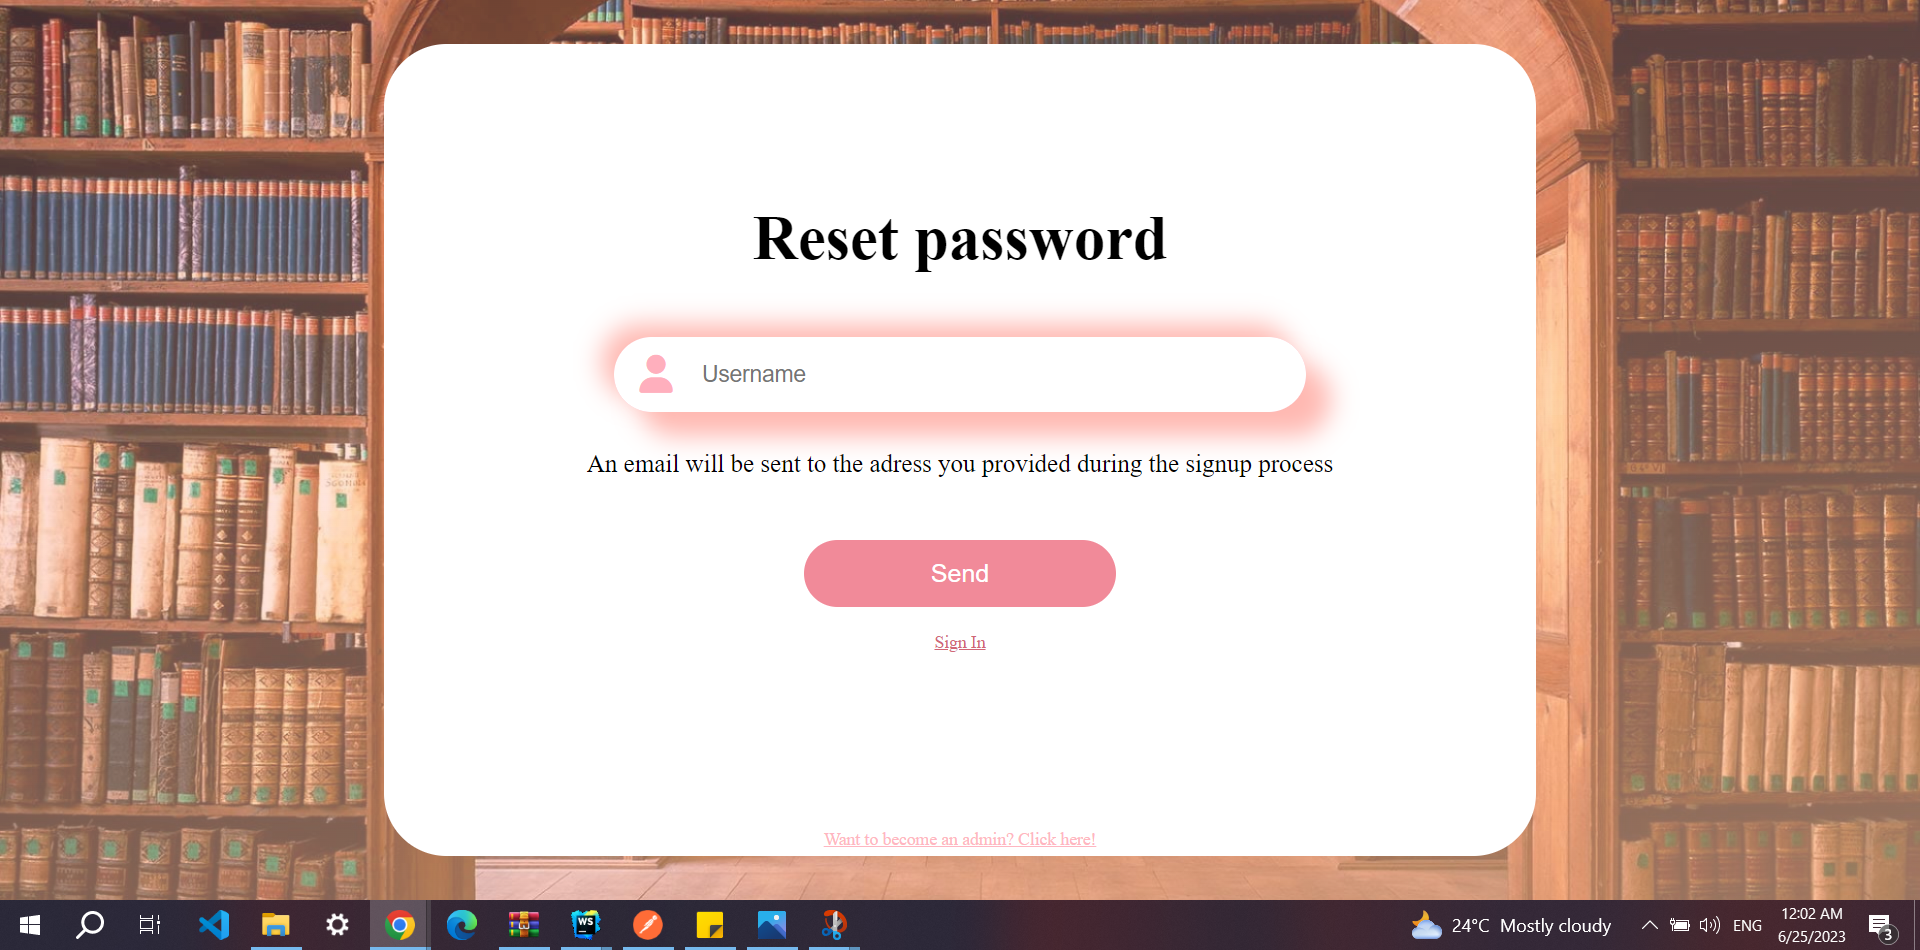 Reset password
Username
An email will be sent to the adress you provided during the signup process
Send
Sign In
Want to become an admin? Click here!
WS
24°C Mostly cloudy
ENG
12:02 AM
6/25/2023
3